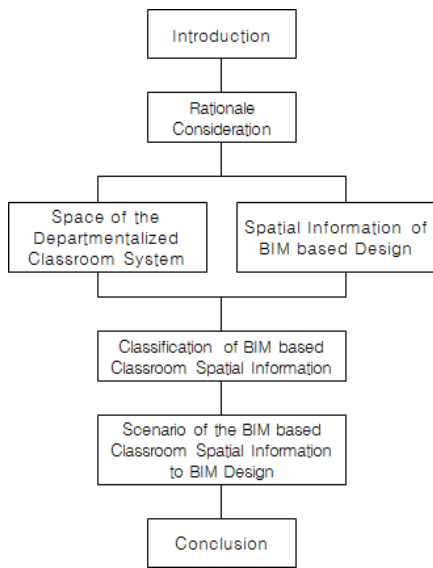 Introduction
Rationale
Consideration
Space of the
Departmentalized
Classroom System
Spatial Information of
BIM based Design
Classification of BIM based
Classroom Spatial Information
Scenario of the BIM based
Classroom Spatial Information
to BIM Design
Conclusion